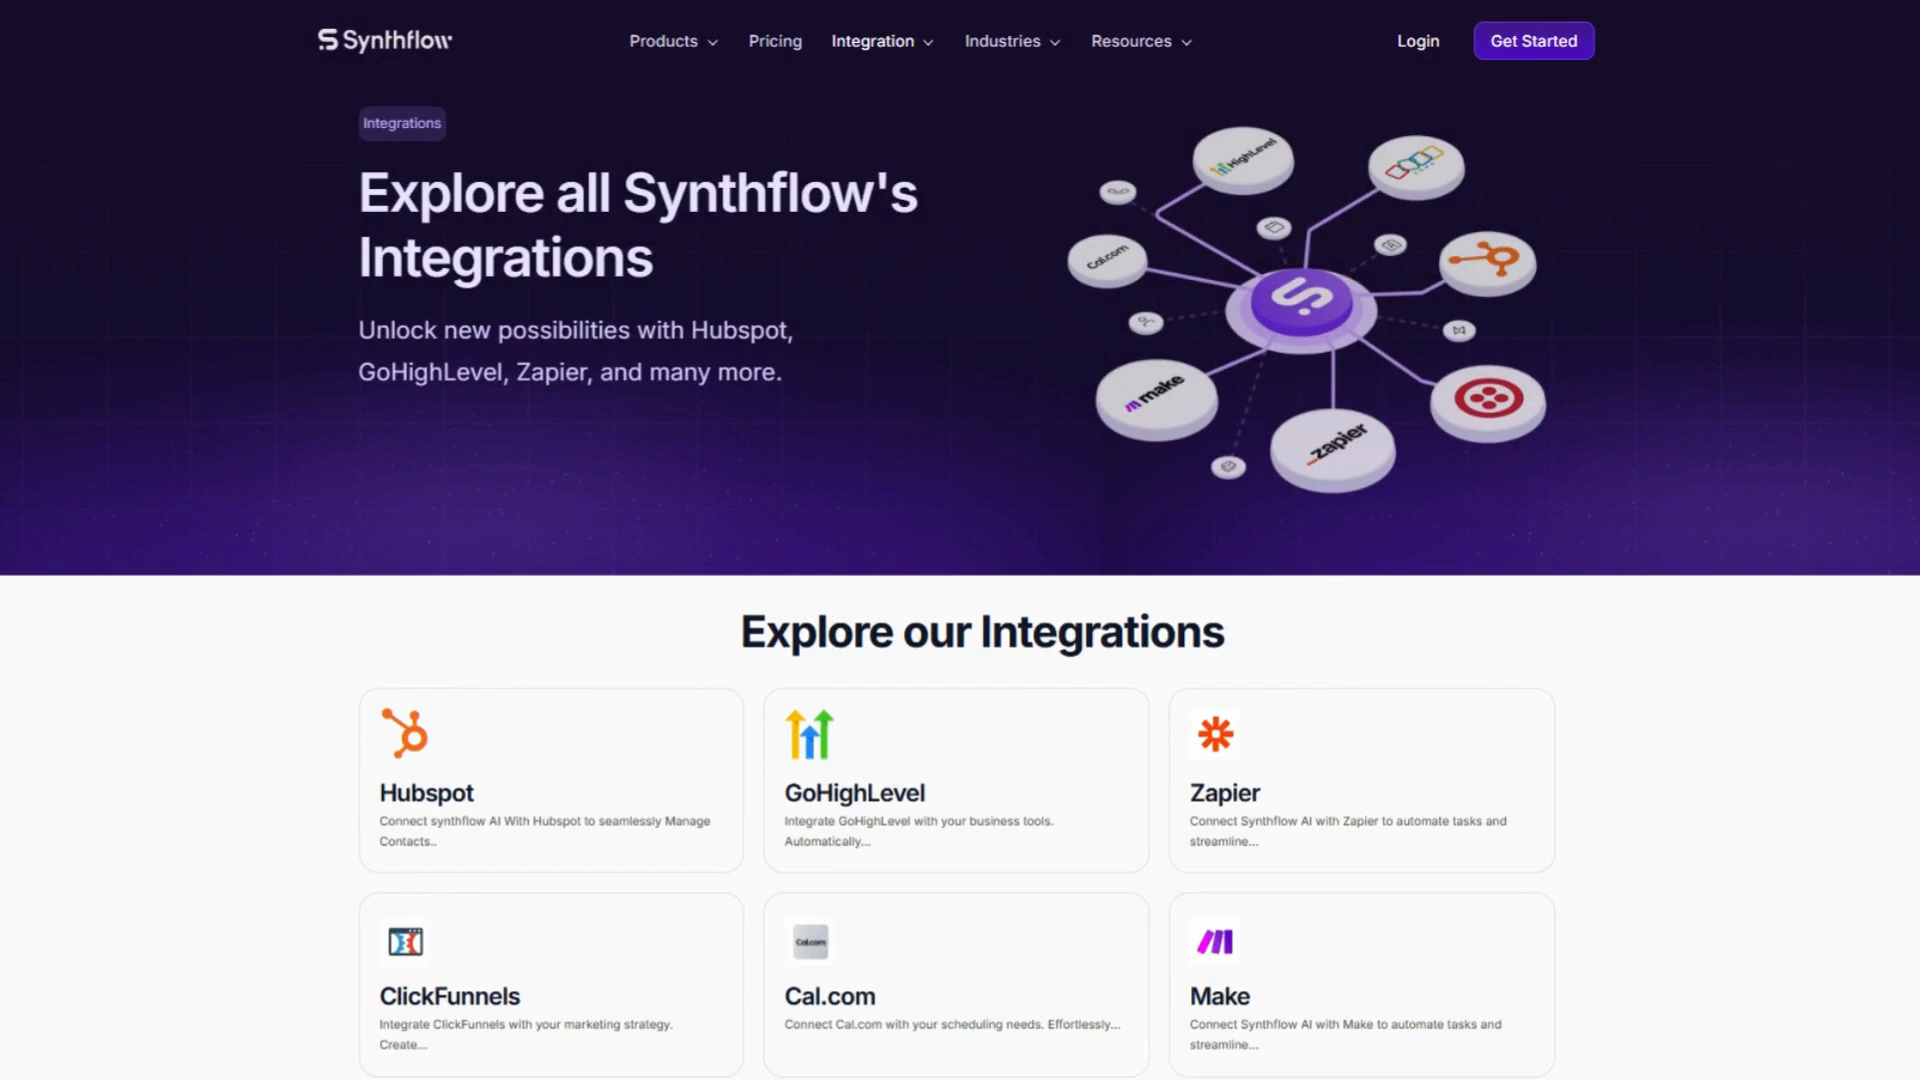 Synthflow
Products
Pricing
Integration
Industries
Resources
Login
Get Started
Integrations
Explore all Synthflow's
Integrations
Unlock new possibilities with Hubspot,
GoHighLevel, Zapier, and many more.
HighLevel
Cal.com
make
zapier
Explore our Integrations
Hubspot
Connect synthflow AI With Hubspot to seamlessly Manage
Contacts..
GoHighLevel
Integrate GoHighLevel with your business tools.
Automatically...
Zapier
Connect Synthflow AI with Zapier to automate tasks and
streamline...
ClickFunnels
Integrate ClickFunnels with your marketing strategy.
Create...
Cal.com
Cal.com
Connect Cal.com with your scheduling needs. Effortlessly...
Make
Connect Synthflow AI with Make to automate tasks and
streamline...